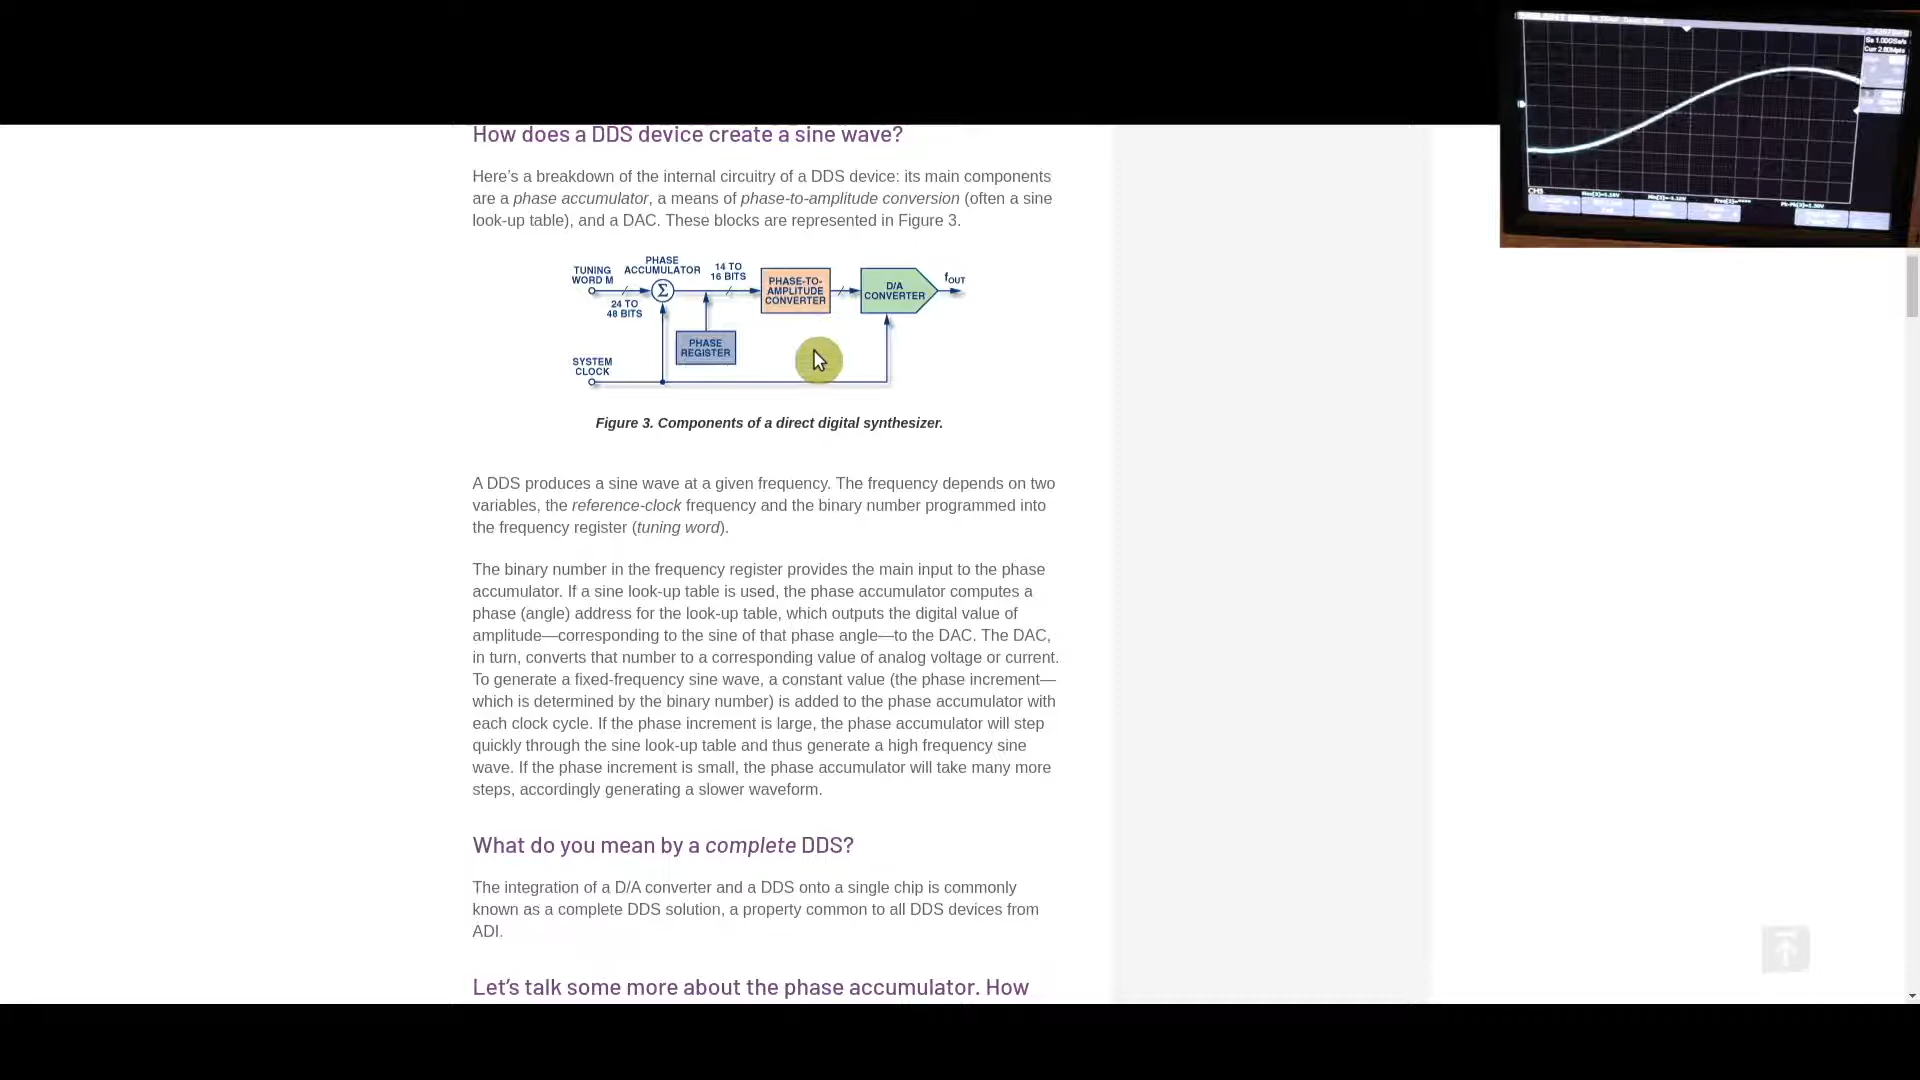 How does a DDS device create a sine wave?
Here's a breakdown of the internal circuitry of a DDS device: its main components
are a phase accumulator, a means of phase-to-amplitude conversion (often a sine
look-up table), and a DAC. These blocks are represented in Figure 3.
TUNING
WORD M
24 TO
48 BITS
PHASE
ACCUMULATOR
Σ
14 TO
16 BITS
PHASE-TO-
AMPLITUDE
CONVERTER
D/A
CONVERTER
fOUT
PHASE
REGISTER
SYSTEM
CLOCK
Figure 3. Components of a direct digital synthesizer.
A DDS produces a sine wave at a given frequency. The frequency depends on two
variables, the reference-clock frequency and the binary number programmed into
the frequency register (tuning word).
The binary number in the frequency register provides the main input to the phase
accumulator. If a sine look-up table is used, the phase accumulator computes a
phase (angle) address for the look-up table, which outputs the digital value of
amplitude—corresponding to the sine of that phase angle—to the DAC. The DAC,
in turn, converts that number to a corresponding value of analog voltage or current.
To generate a fixed-frequency sine wave, a constant value (the phase increment—
which is determined by the binary number) is added to the phase accumulator with
each clock cycle. If the phase increment is large, the phase accumulator will step
quickly through the sine look-up table and thus generate a high frequency sine
wave. If the phase increment is small, the phase accumulator will take many more
steps, accordingly generating a slower waveform.
What do you mean by a complete DDS?
The integration of a D/A converter and a DDS onto a single chip is commonly
known as a complete DDS solution, a property common to all DDS devices from
ADI.
Let's talk some more about the phase accumulator. How